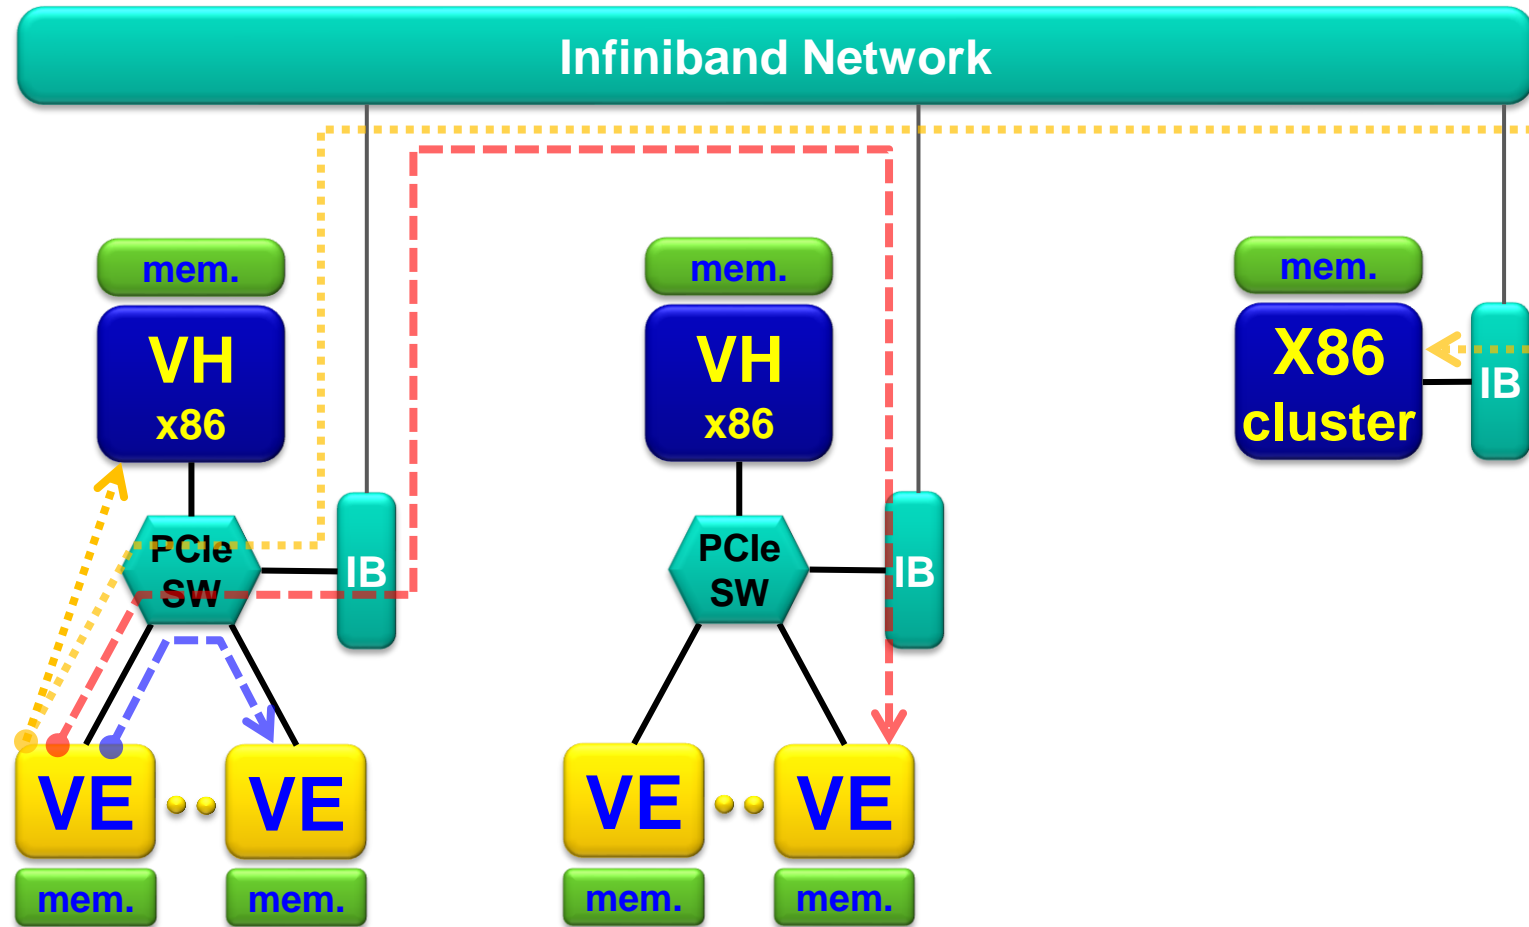 Infiniband Network
mem.
mem.
mem.
VH
x86
VH
x86
X86
cluster
IB
PCIe
SW
IB
PCIe
SW
IB
VE
VE
VE
VE
mem.
mem.
mem.
mem.